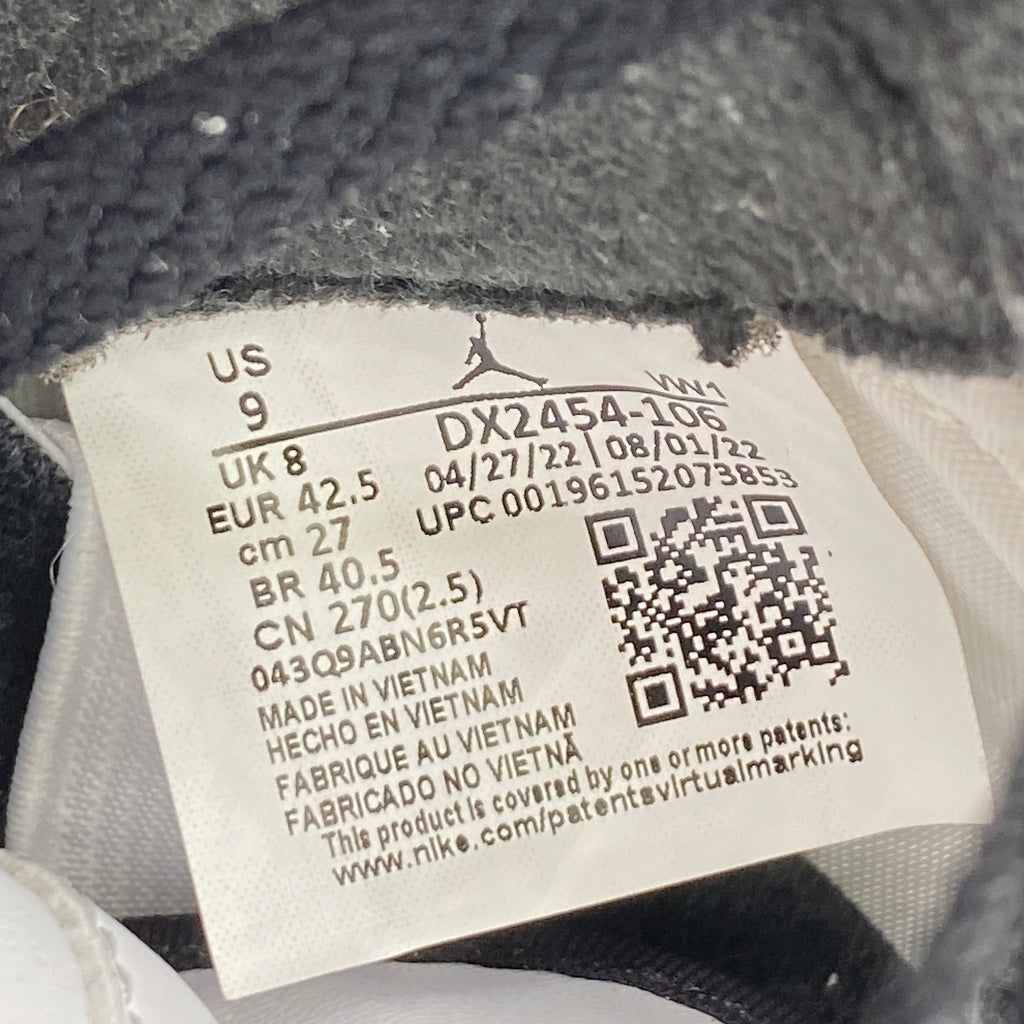 US
9
VW1
UK 8
DX2454-106
EUR 42.5
04/27/22 | 08/01/22
cm 27
UPC 00196152073853
BR 40.5
CN 270(2.5)
043Q9ABN6R5VT
MADE IN VIETNAM
HECHO EN VIETNAM
FABRIQUE AU VIETNAM
FABRICADO NO VIETNÃ
This product is covered by one or more patents:
www.nike.com/patentsvirtualmarking